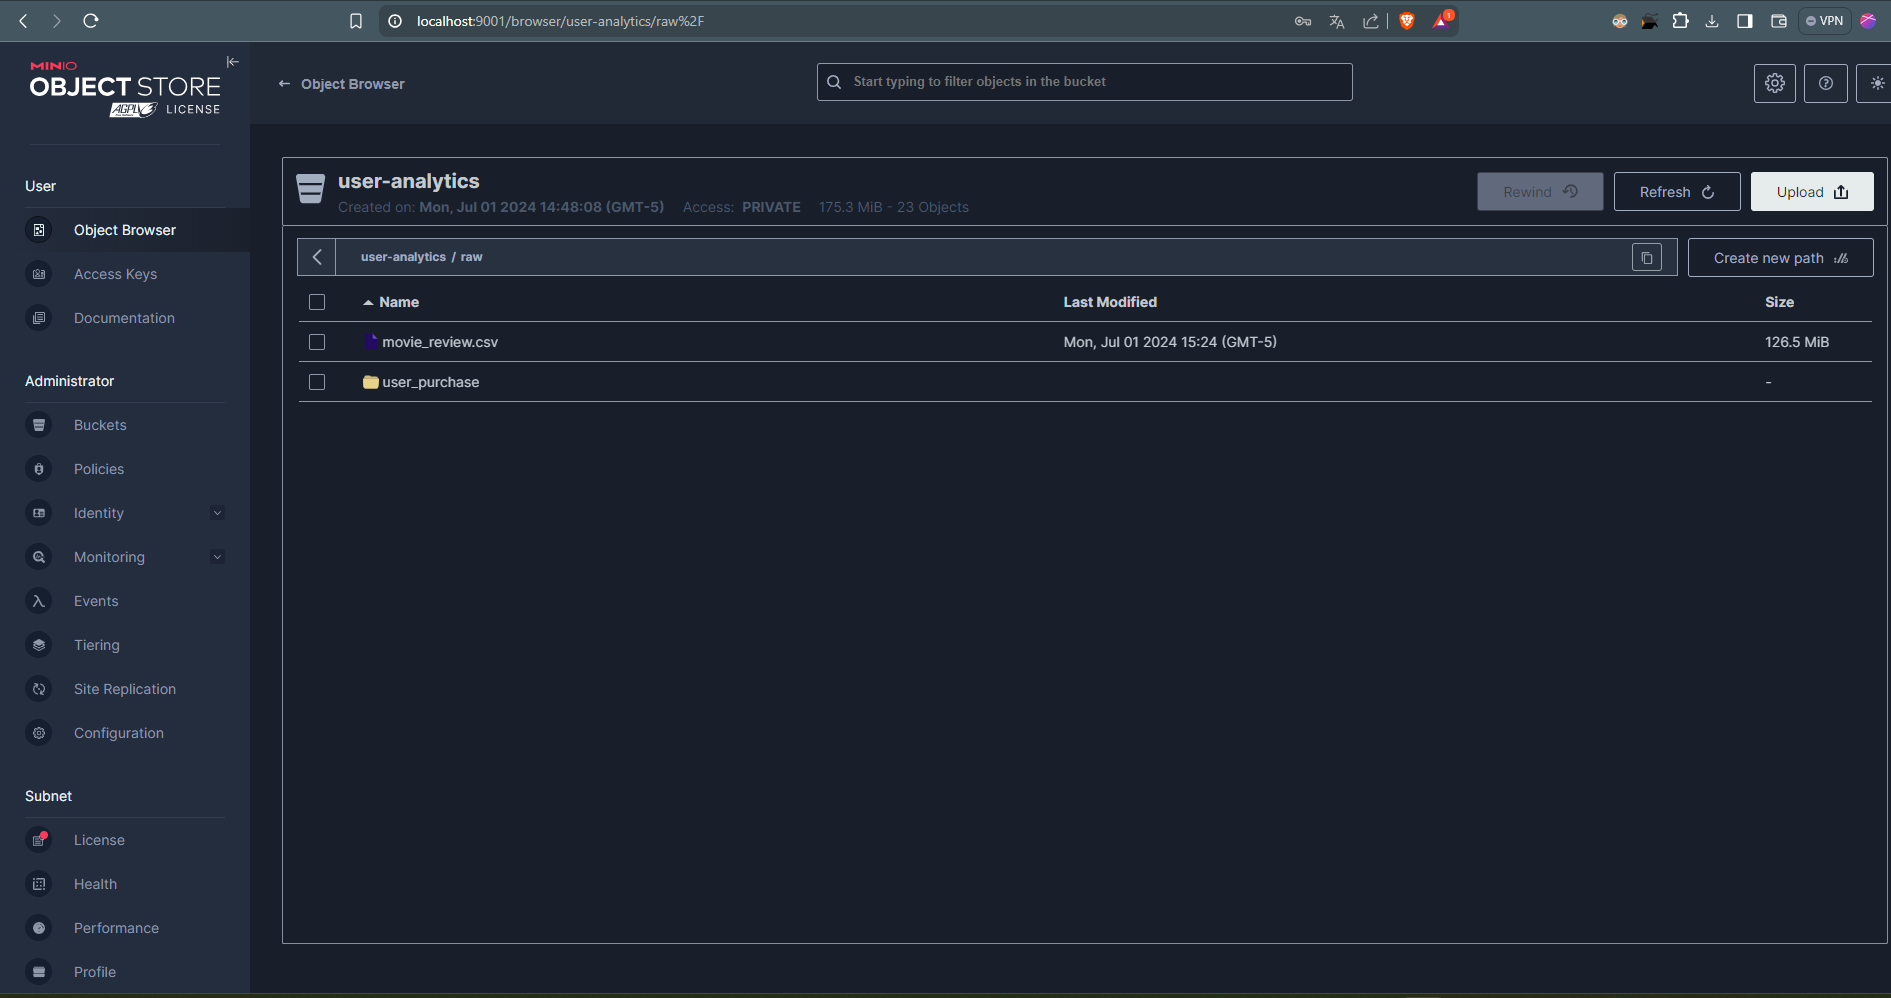 localhost:9001/browser/user-analytics/raw%2F
1
VPN
MINIO
OBJECT STORE
AGPL V3 LICENSE
← Object Browser
Start typing to filter objects in the bucket
User
Object Browser
Access Keys
Documentation
Administrator
Buckets
Policies
Identity
Monitoring
Events
Tiering
Site Replication
Configuration
Subnet
License
Health
Performance
Profile
user-analytics
Created on: Mon, Jul 01 2024 14:48:08 (GMT-5) Access: PRIVATE 175.3 MiB - 23 Objects
Rewind
Refresh
Upload
user-analytics / raw
Create new path
Name Last Modified Size
movie_review.csv Mon, Jul 01 2024 15:24 (GMT-5) 126.5 MiB
user_purchase -